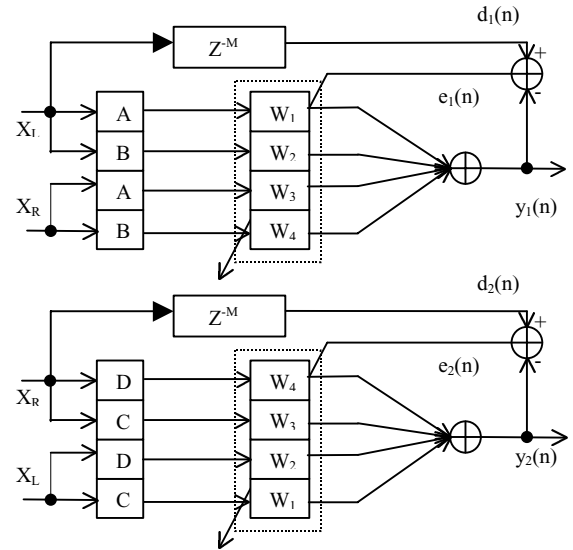 d₁(n)
Z⁻ᴹ
+
e₁(n)
-
X_L
A
W₁
B
W₂
A
W₃
X_R
B
W₄
y₁(n)
d₂(n)
Z⁻ᴹ
+
e₂(n)
-
X_R
D
W₄
C
W₃
D
W₂
X_L
C
W₁
y₂(n)